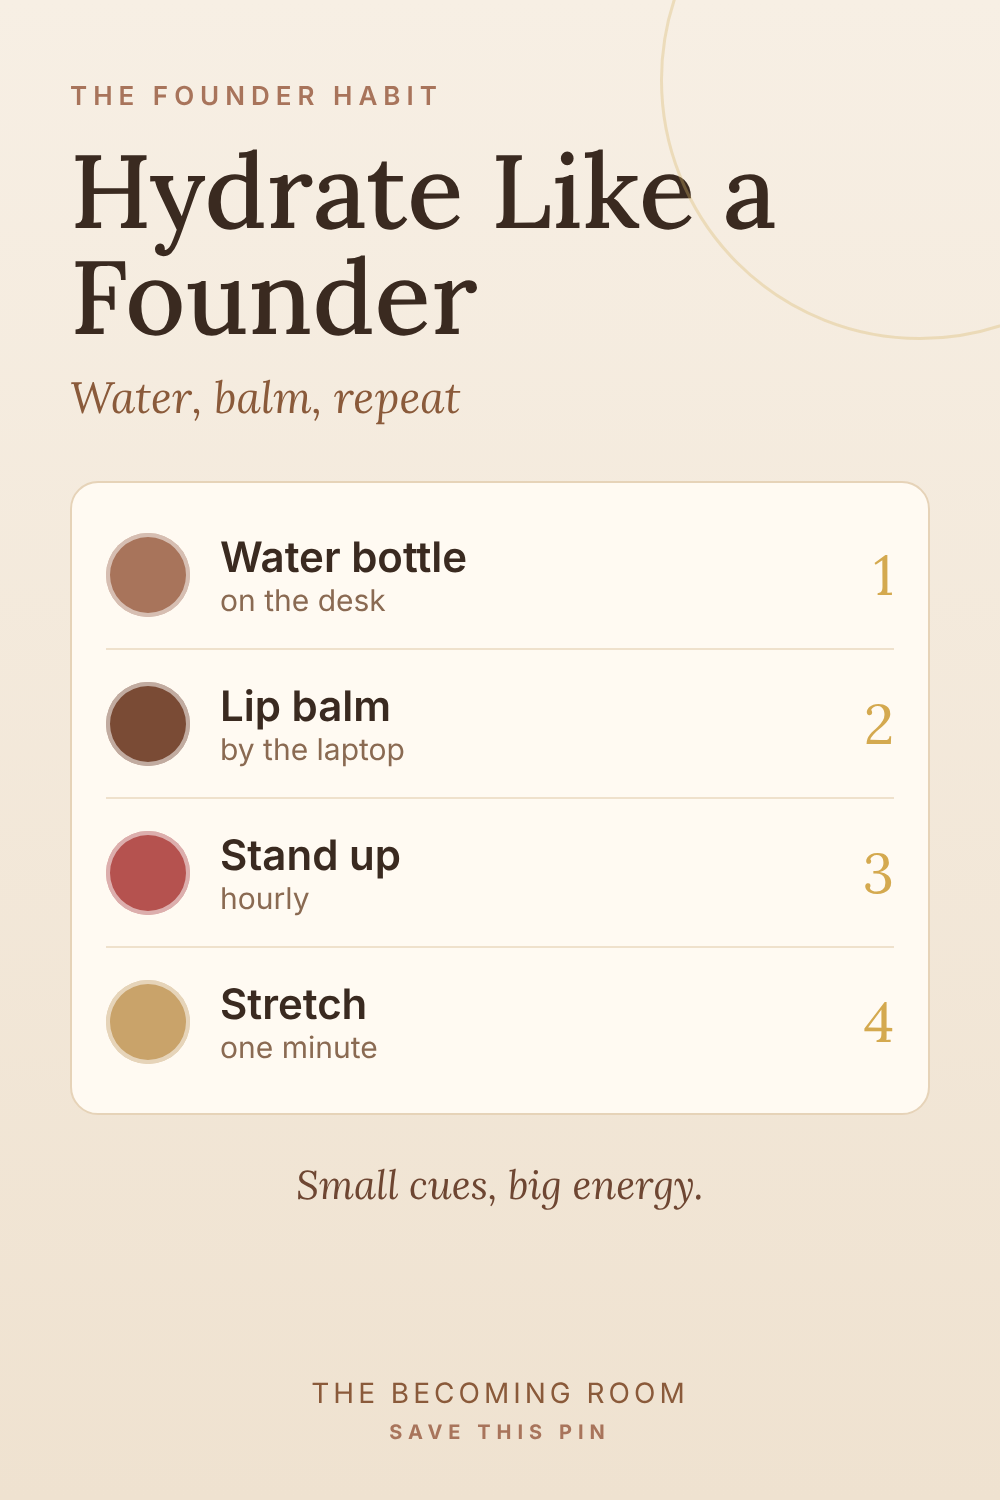 THE FOUNDER HABIT
Hydrate Like a
Founder
Water, balm, repeat
Water bottle
on the desk
1
Lip balm
by the laptop
2
Stand up
hourly
3
Stretch
one minute
4
Small cues, big energy.
THE BECOMING ROOM
SAVE THIS PIN